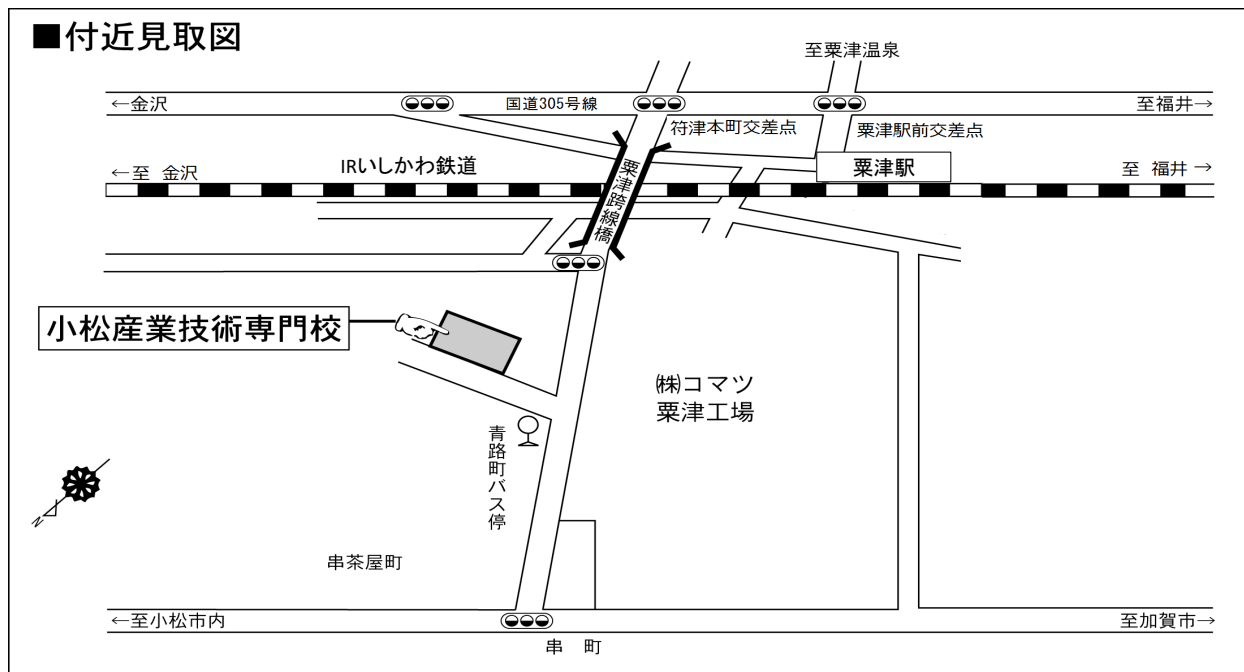 ■付近見取図
至粟津温泉
←金沢
国道305号線
至福井→
符津本町交差点
粟津駅前交差点
←至 金沢
IRいしかわ鉄道
粟津駅
至 福井→
粟津跨線橋
小松産業技術専門校
㈱コマツ
粟津工場
青路町バス停
N
串茶屋町
←至小松市内
至加賀市→
串 町